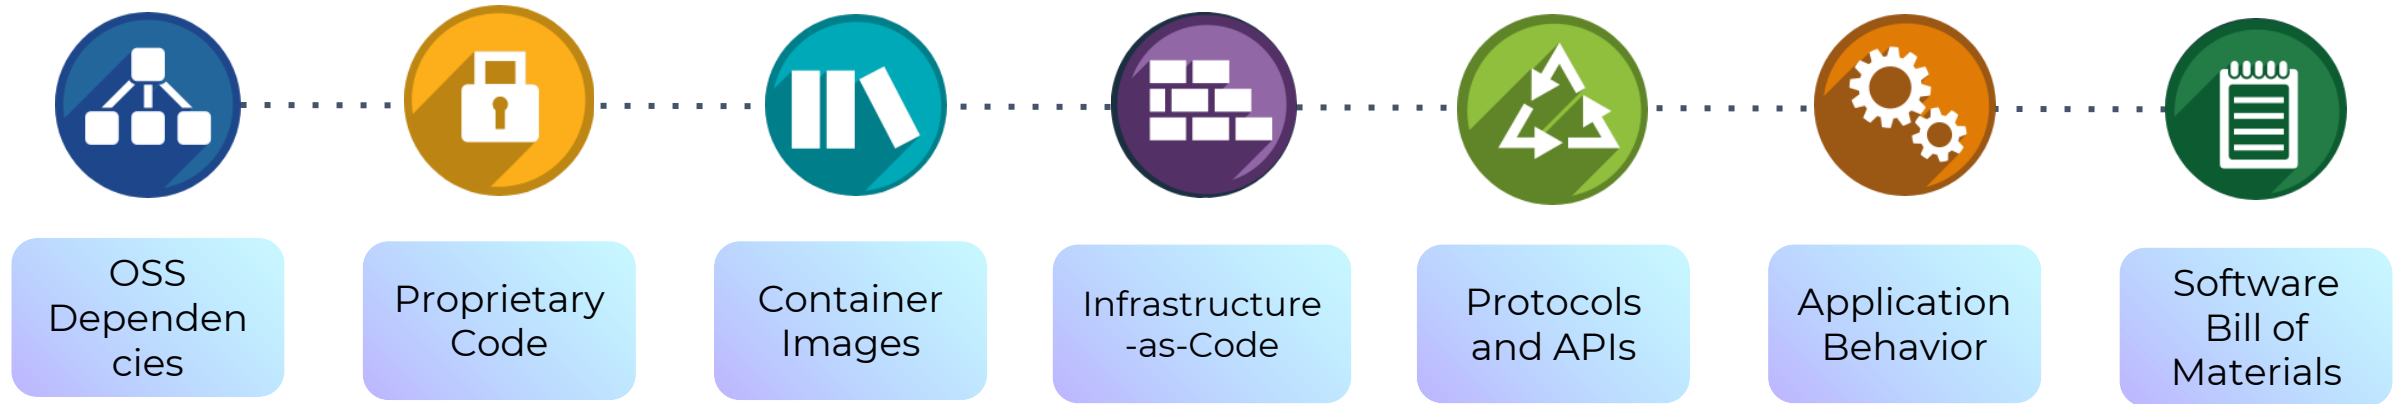 OSS
Dependen
cies
Proprietary
Code
Container
Images
Infrastructure
-as-Code
Protocols
and APIs
Application
Behavior
Software
Bill of
Materials